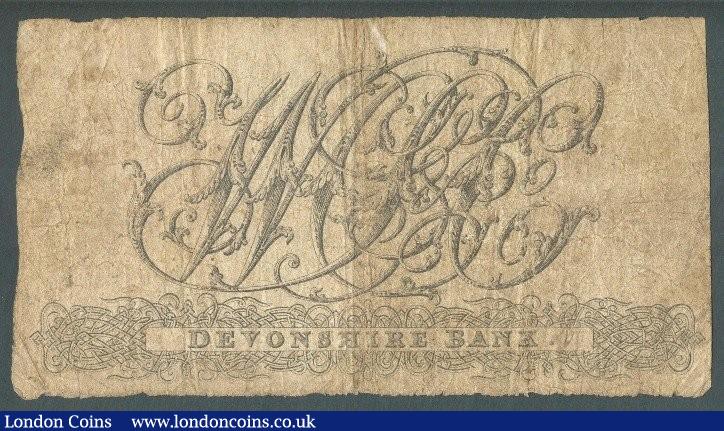 DEVONSHIRE BANK.
London Coins www.londoncoins.co.uk